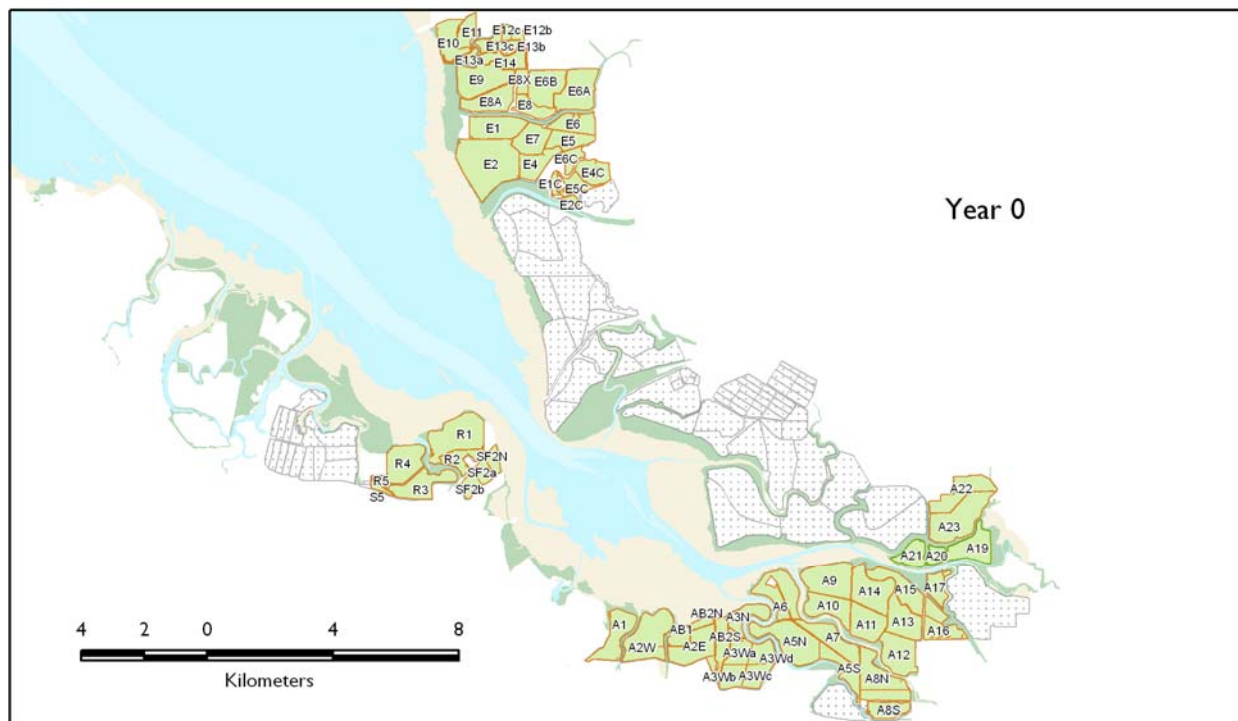 E11 E12c E12b
E10 E13c E13b
E13a E14
E9 E8X E6B
E6A
E8A E8
E1 E6
E7 E5
E2 E4 E6C
E4C
E1C E5C
E2C
Year 0
R1
R4 R2 SF2N
R5 SF2a
S5 R3 SF2b
A22
A23
A21 A20 A19
A9 A14 A15 A17
A1 AB2N A3N A6 A10
AB1 AB2S A11 A13 A16
A2W A2E A3Wa A5N A7
A3Wd A12
A3Wb A3Wc A5S A8N
A8S
4 2 0 4 8
Kilometers